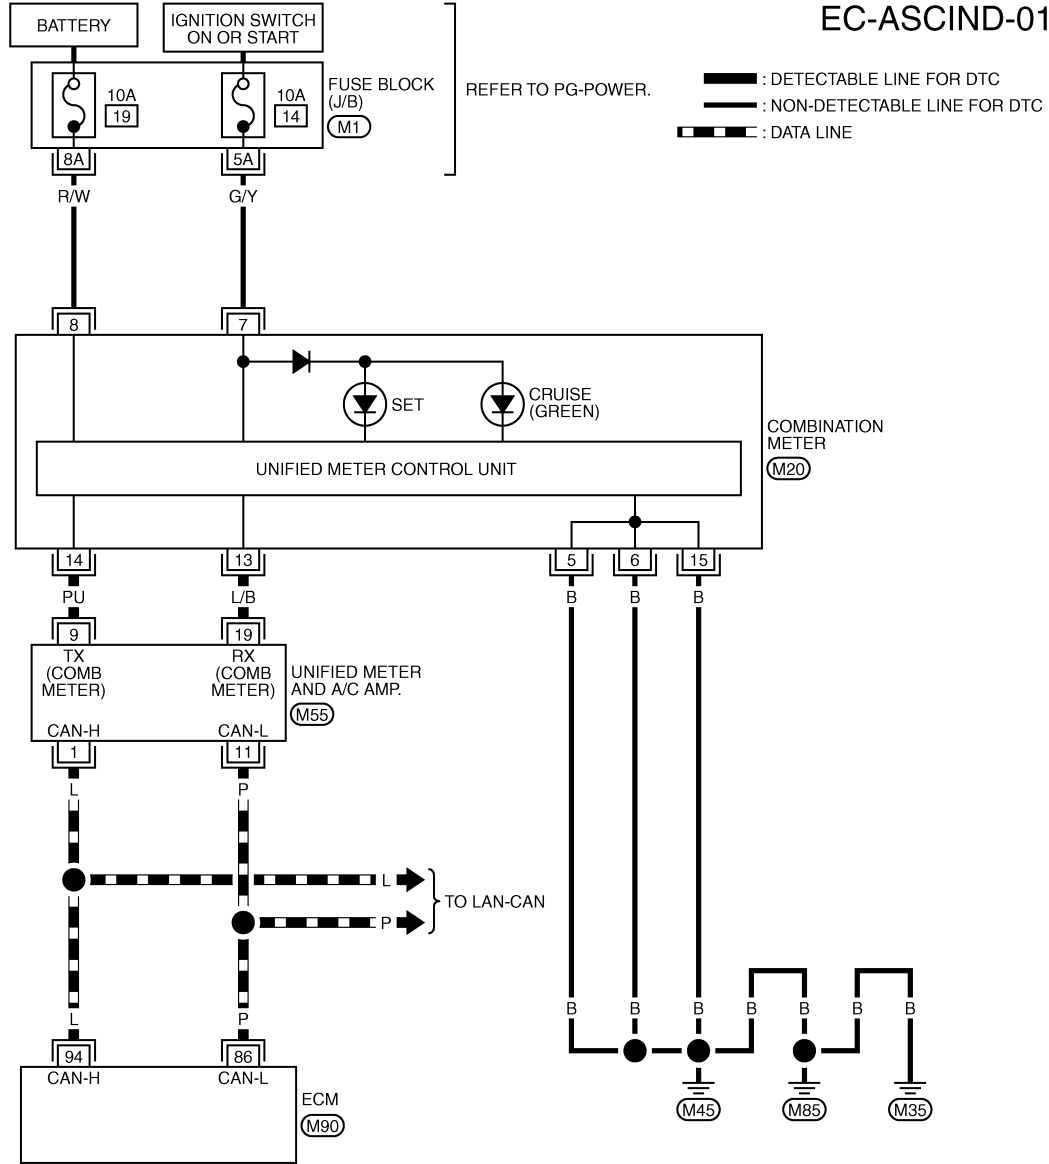 EC-ASCIND-01
BATTERY
IGNITION SWITCH
ON OR START
10A
19
10A
14
FUSE BLOCK
(J/B)
M1
REFER TO PG-POWER.
: DETECTABLE LINE FOR DTC
: NON-DETECTABLE LINE FOR DTC
: DATA LINE
8A
5A
R/W
G/Y
8
7
SET
CRUISE
(GREEN)
UNIFIED METER CONTROL UNIT
COMBINATION
METER
M20
14
13
5
6
15
PU
L/B
B
B
B
9
19
TX
(COMB
METER)
RX
(COMB
METER)
UNIFIED METER
AND A/C AMP.
M55
CAN-H
CAN-L
1
11
L
P
L
P
TO LAN-CAN
L
P
B
B
B
B
B
B
B
94
86
CAN-H
CAN-L
ECM
M90
M45
M85
M35